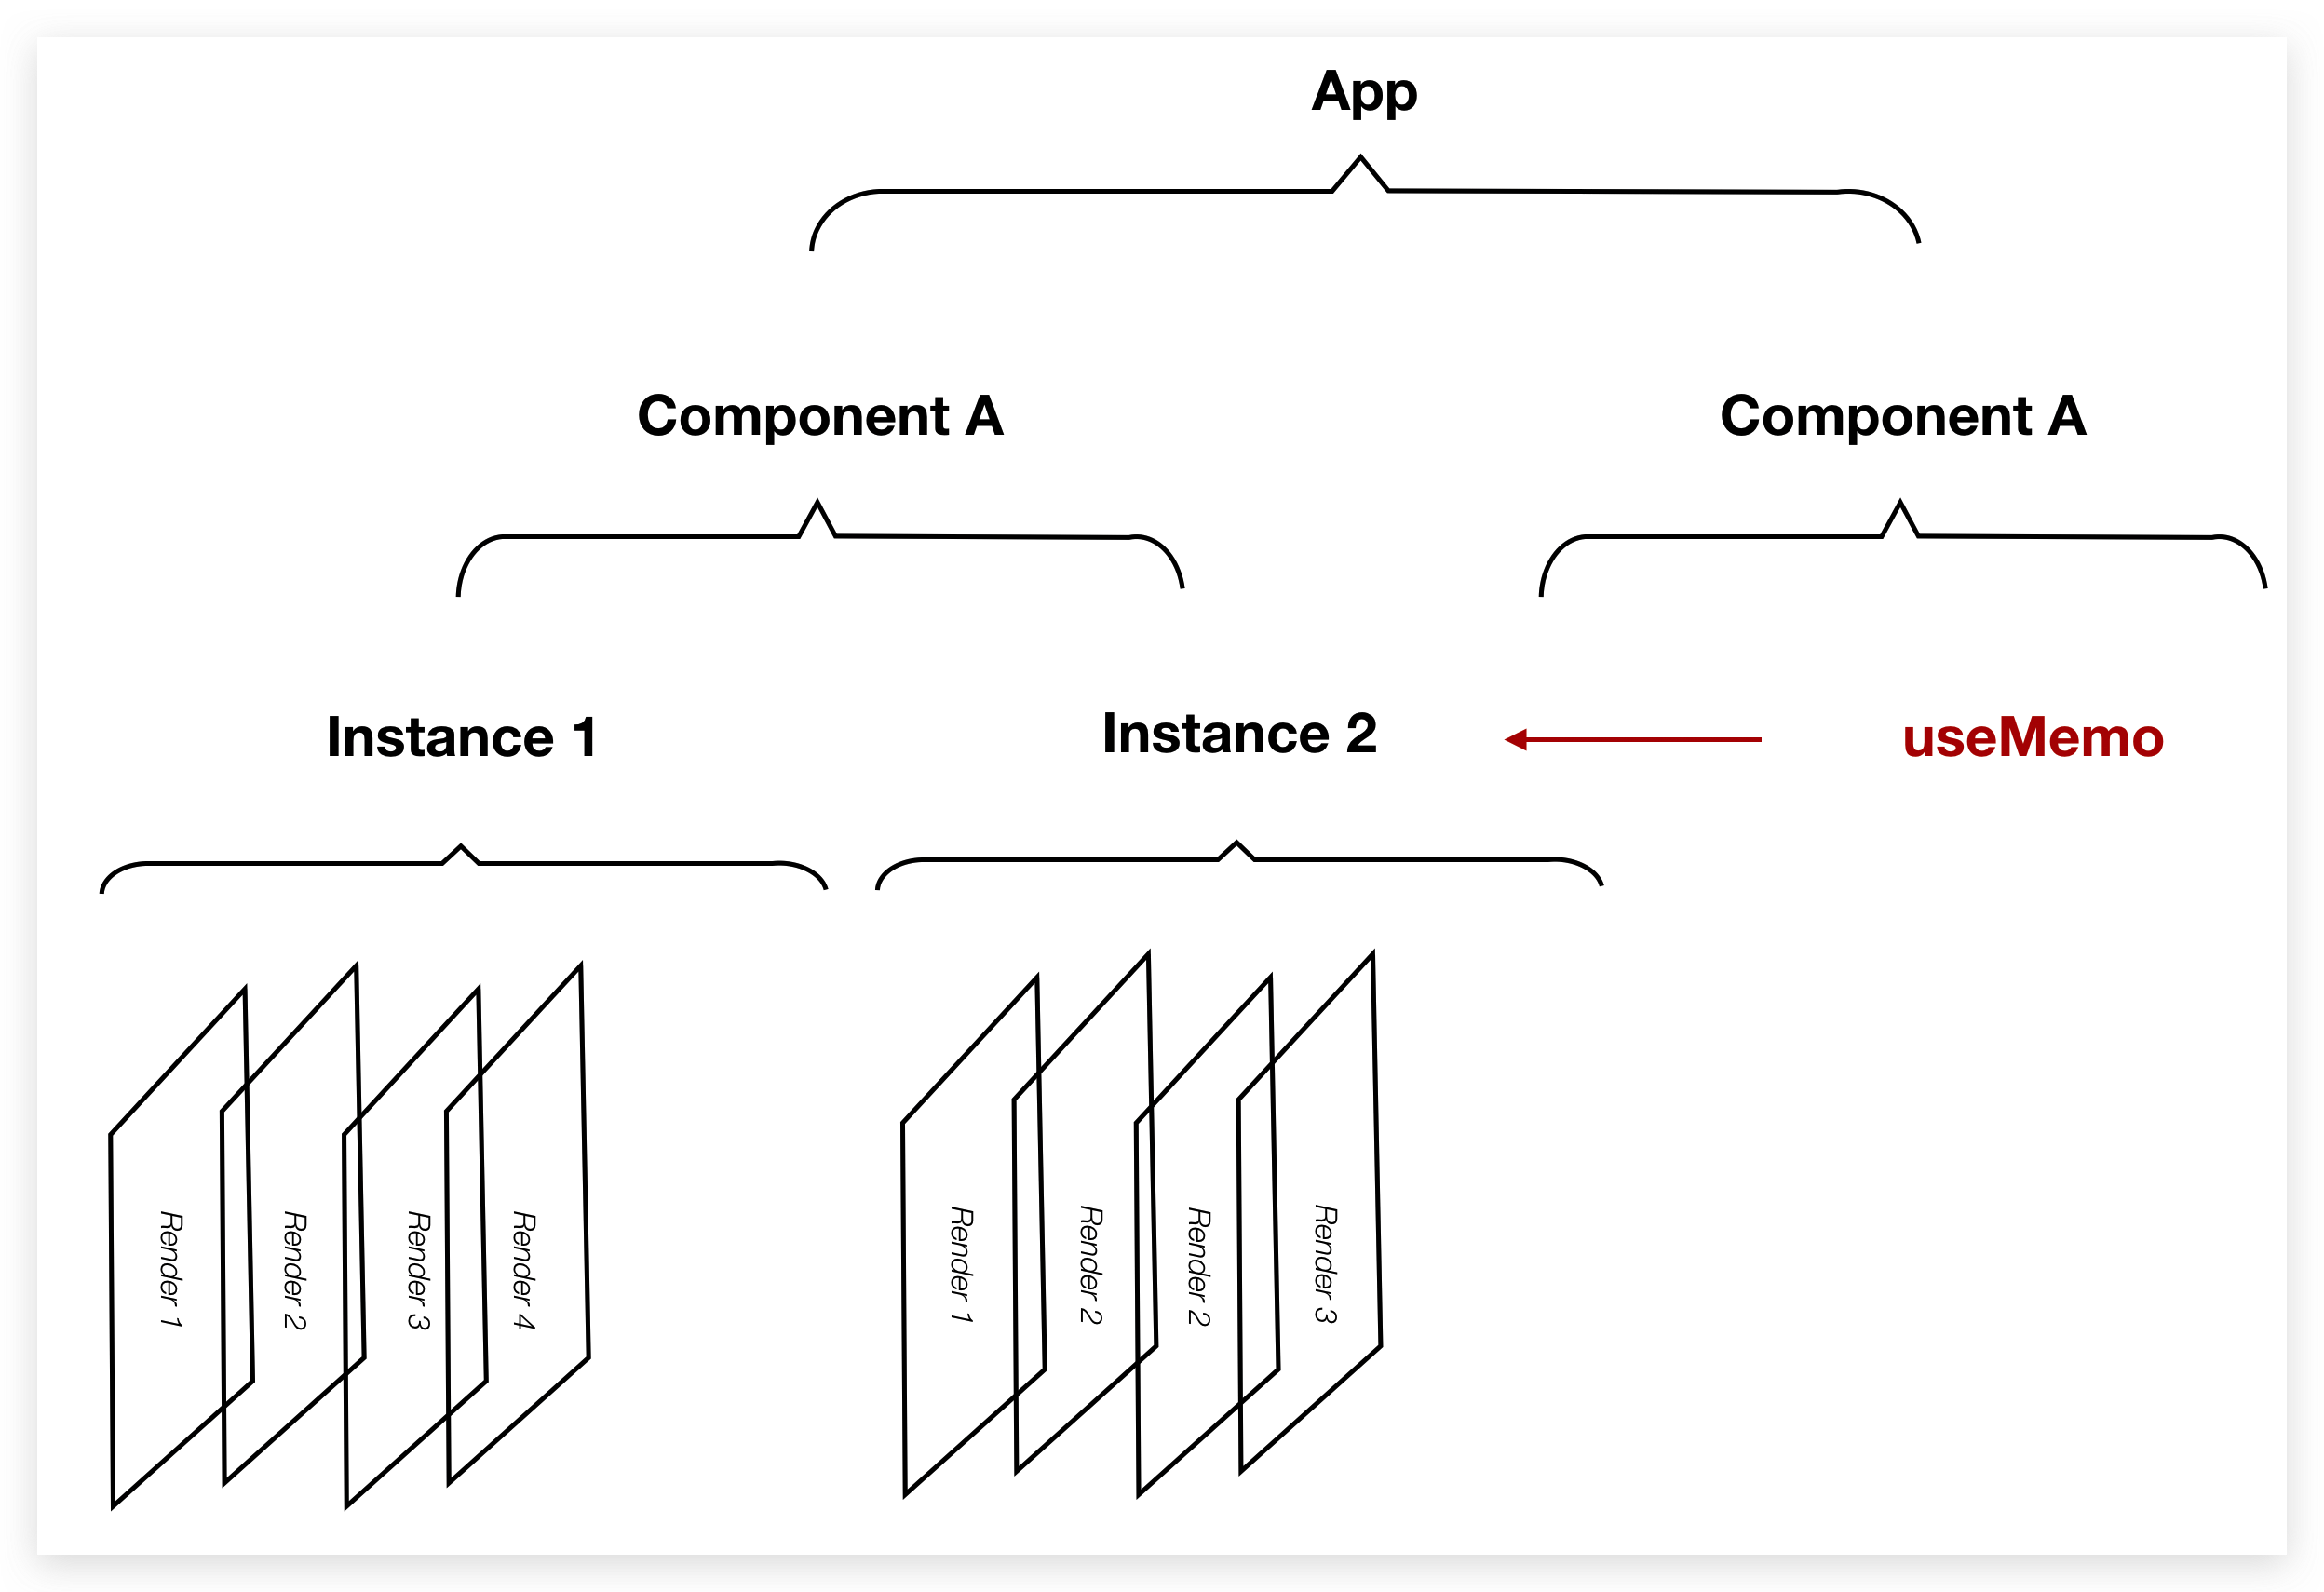 App
Component A
Component A
Instance 1
Instance 2
useMemo
Render 1
Render 2
Render 3
Render 4
Render 1
Render 2
Render 2
Render 3